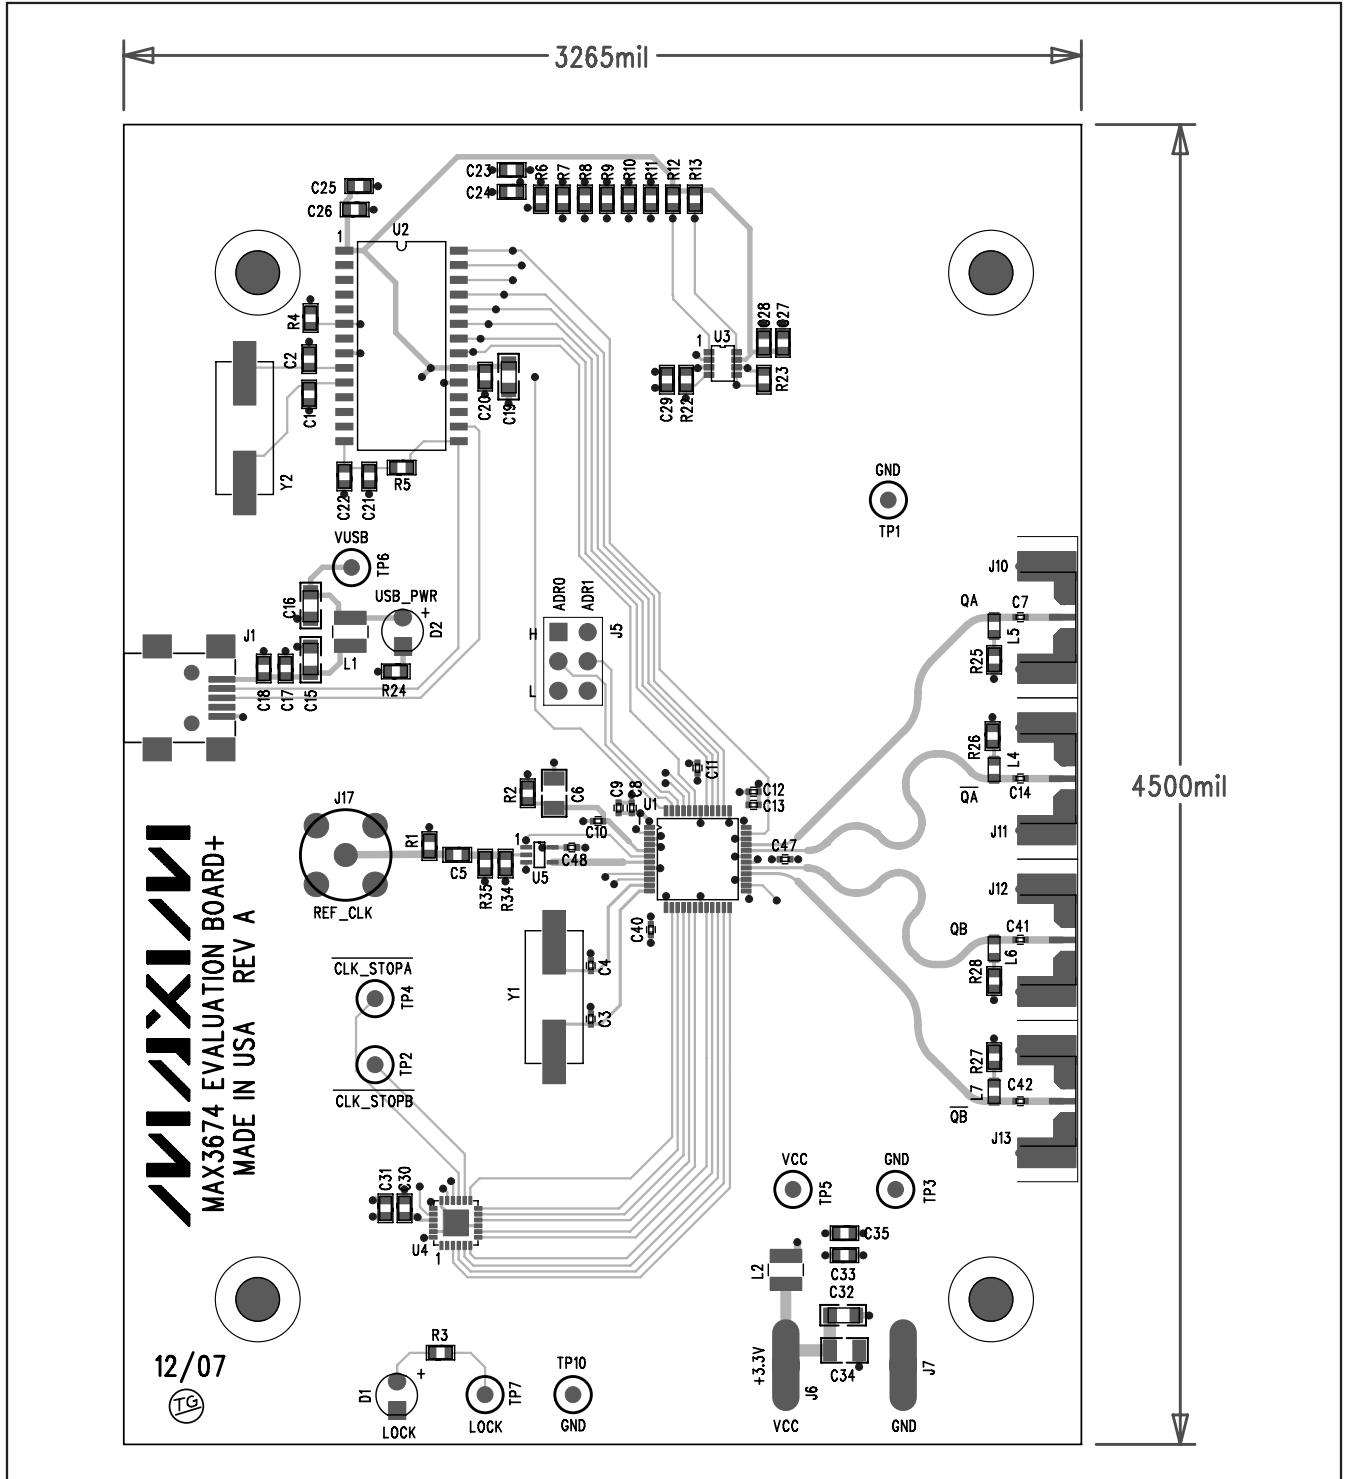 3265mil
4500mil
C23
C24
R6
R7
R8
R9
R10
R11
R12
R13
C25
C26
1
U2
R4
C2
C1
Y2
C20
C19
C22
C21
R5
C28
C27
1
U3
C29
R22
R23
GND
TP1
VUSB
TP6
USB_PWR
+
D2
C16
L1
R24
J1
C18
C17
C15
ADR0
ADR1
H
L
J5
J10
QA
C7
L5
R25
R26
L4
QA
C14
J11
J12
QB
C41
L6
R28
R27
L7
C42
QB
J13
R2
C6
C9
C8
U1
1
C10
C11
C12
C13
C47
J17
REF_CLK
R1
C5
R35
R34
1
U5
C48
C40
C4
C3
Y1
MAXIM
MAX3674 EVALUATION BOARD+
MADE IN USA REV A
CLK_STOPA
TP4
TP2
CLK_STOPB
C31
C30
U4
1
VCC
TP5
GND
TP3
C35
C33
L2
C32
C34
+3.3V
J6
VCC
J7
GND
12/07
TG
R3
D1
+
LOCK
TP7
LOCK
TP10
GND